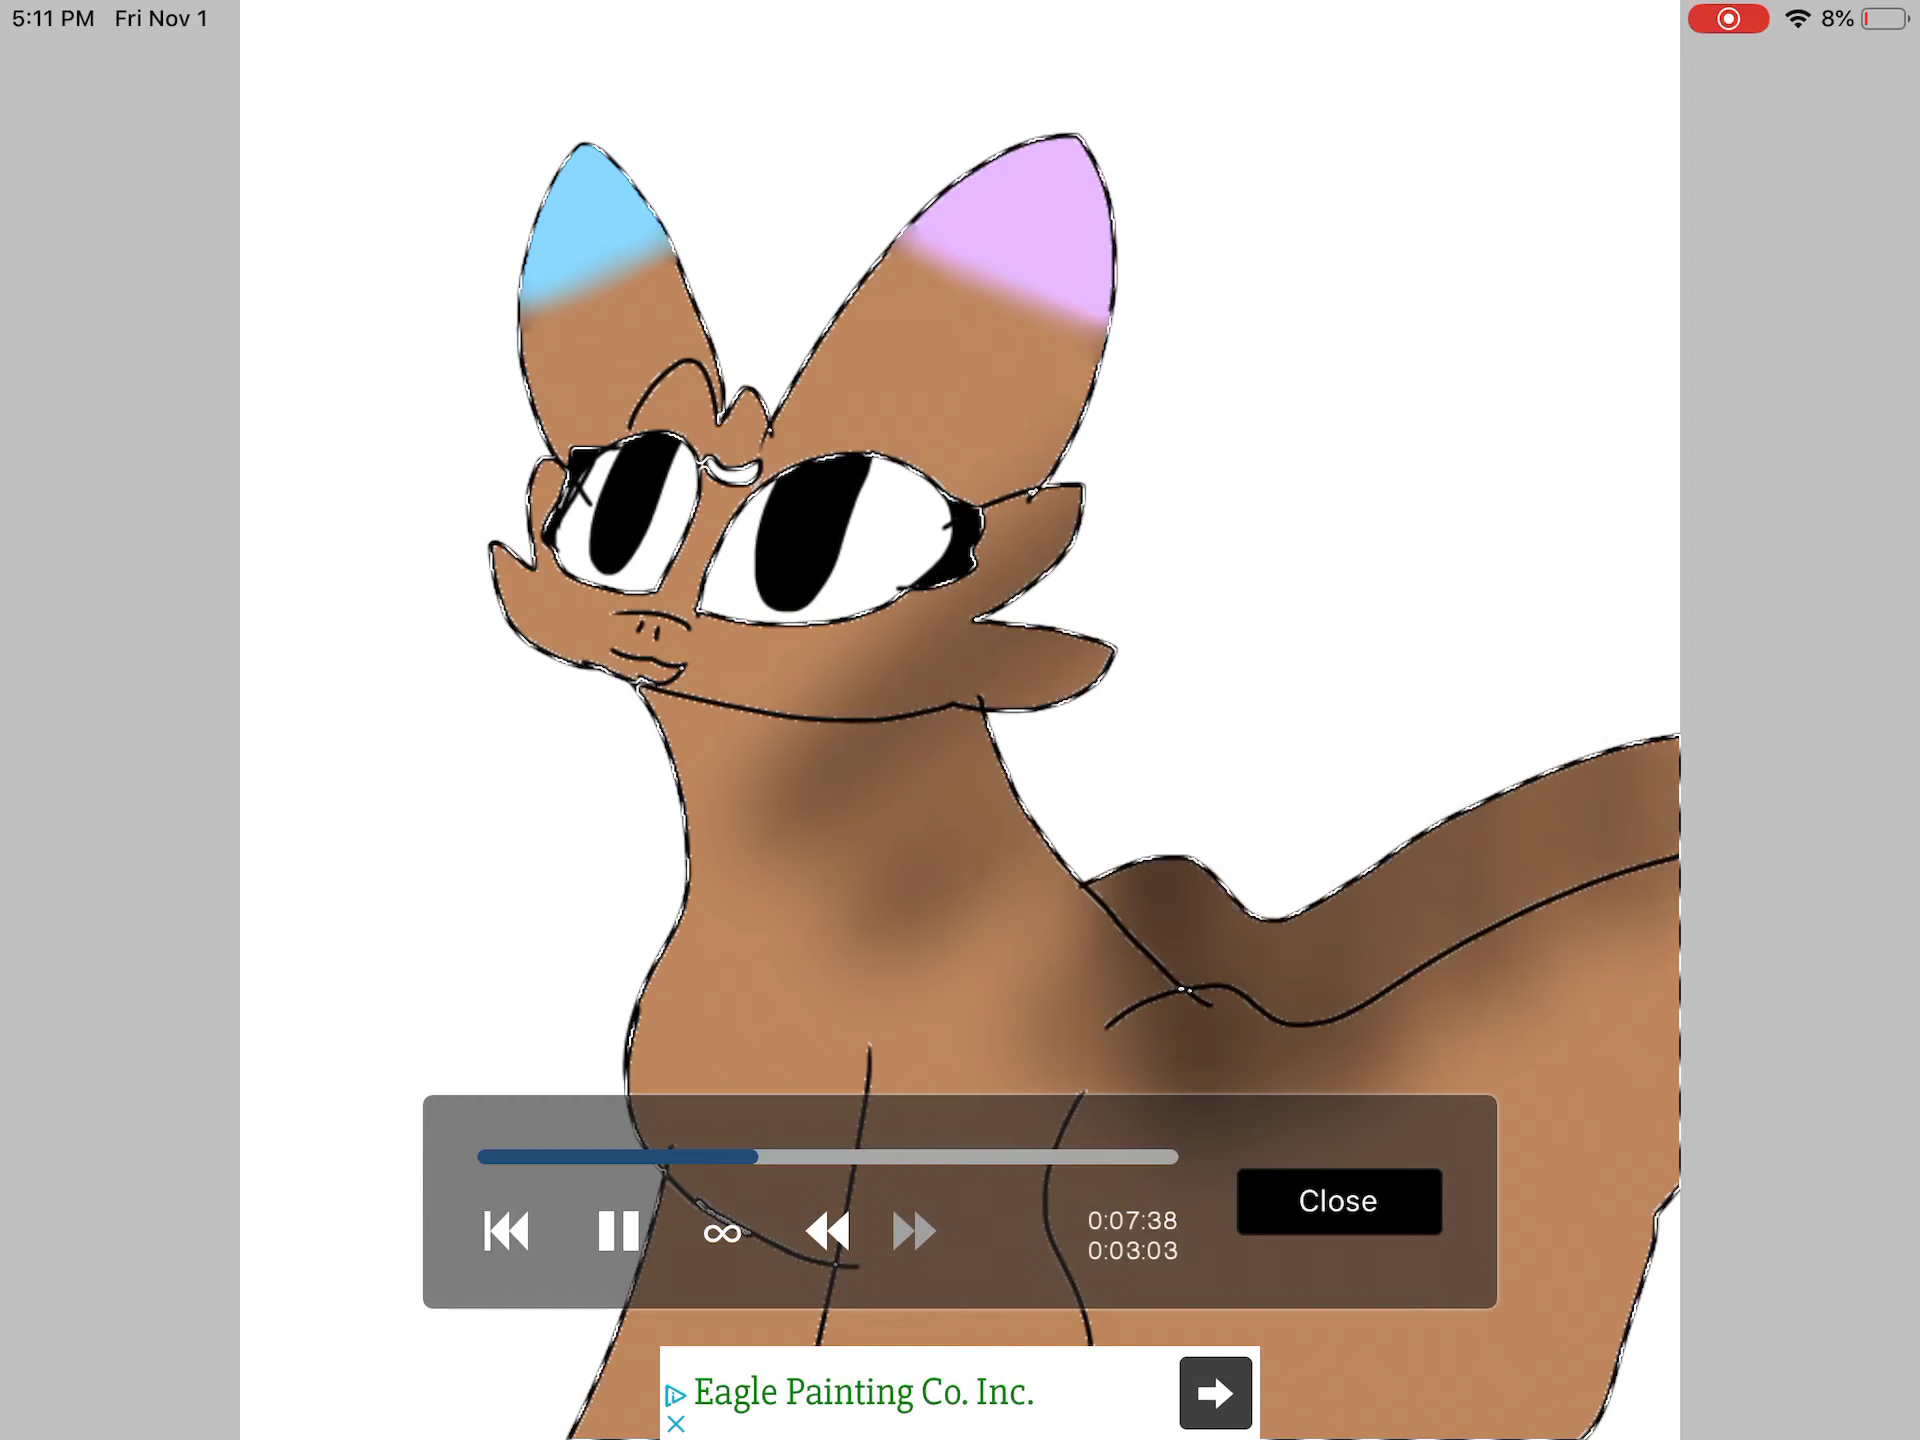 5:11 PM Fri Nov 1
8%
0:07:38
0:03:03
Close
Eagle Painting Co. Inc.